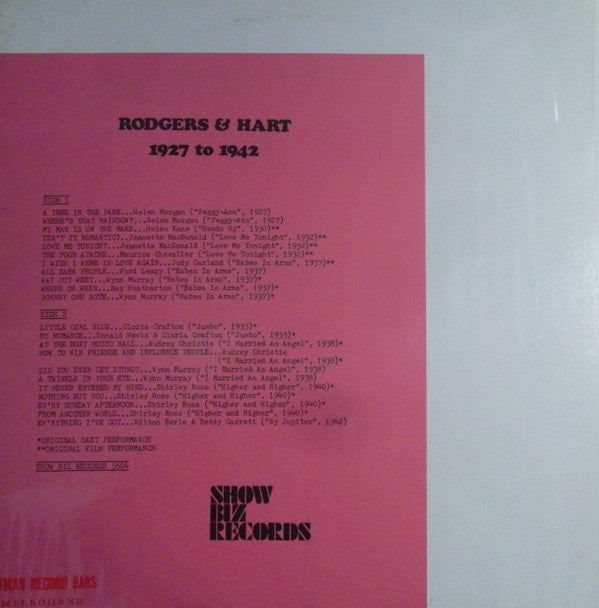 RODGERS & HART
1927 to 1942
SIDE 1
A TREE IN THE PARK...Helen Morgan ("Peggy-Ann", 1927)
WHERE'S THAT RAINBOW?...Helen Morgan ("Peggy-Ann", 1927)
MY MAN IS ON THE MAKE...Helen Kane ("Heads Up", 1930)**
ISN'T IT ROMANTIC?..Jeanette MacDonald ("Love Me Tonight", 1932)**
LOVE ME TONIGHT...Jeanette MacDonald ("Love Me Tonight", 1932)**
THE POOR APACHE...Maurice Chevalier ("Love Me Tonight", 1932)**
I WISH I WERE IN LOVE AGAIN...Judy Garland ("Babes In Arms", 1937)**
ALL DARK PEOPLE...Ford Leary ("Babes In Arms")
WAY OUT WEST...Wynn Murray ("Babes In Arms", 1937)*
WHERE OR WHEN...Ray Heatherton ("Babes In Arms", 1937)*
JOHNNY ONE NOTE...Wynn Murray ("Babes In Arms", 1937)*
SIDE 2
LITTLE GIRL BLUE...Gloria Grafton ("Jumbo", 1935)*
MY ROMANCE...Donald Novis & Gloria Grafton ("Jumbo", 1935)*
AT THE ROXY MUSIC HALL...Audrey Christie ("I Married An Angel", 1938)*
HOW TO WIN FRIENDS AND INFLUENCE PEOPLE...Audrey Christie
("I Married An Angel", 1938)*
DID YOU EVER GET STUNG?...Wynn Murray ("I Married An Angel", 1938)
A TWINKLE IN YOUR EYE...Wynn Murray ("I Married An Angel", 1938)
IT NEVER ENTERED MY MIND...Shirley Ross ("Higher and Higher", 1940)*
NOTHING BUT YOU...Shirley Ross ("Higher and Higher", 1940)*
EV'RY SUNDAY AFTERNOON...Shirley Ross ("Higher and Higher", 1940)*
FROM ANOTHER WORLD...Shirley Ross ("Higher and Higher", 1940)*
EV'RYTHING I'VE GOT...Milton Berle & Betty Garrett ("By Jupiter", 1942)
*ORIGINAL CAST PERFORMANCE
**ORIGINAL FILM PERFORMANCE
SHOW BIZ RECORDS 5604
SHOW
BIZ
RECORDS
TMAN RECORD BARS
MELBOURNE